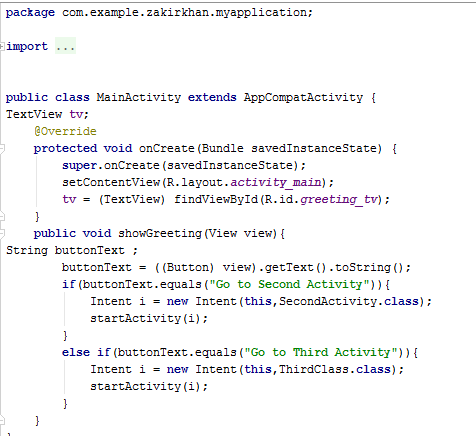 package com.example.zakirkhan.myapplication;
import ...
public class MainActivity extends AppCompatActivity {
TextView tv;
@Override
protected void onCreate(Bundle savedInstanceState) {
super.onCreate(savedInstanceState);
setContentView(R.layout.activity_main);
tv = (TextView) findViewById(R.id.greeting_tv);
}
public void showGreeting(View view){
String buttonText ;
buttonText = ((Button) view).getText().toString();
if(buttonText.equals("Go to Second Activity")){
Intent i = new Intent(this,SecondActivity.class);
startActivity(i);
}
else if(buttonText.equals("Go to Third Activity")){
Intent i = new Intent(this,ThirdClass.class);
startActivity(i);
}
}
}